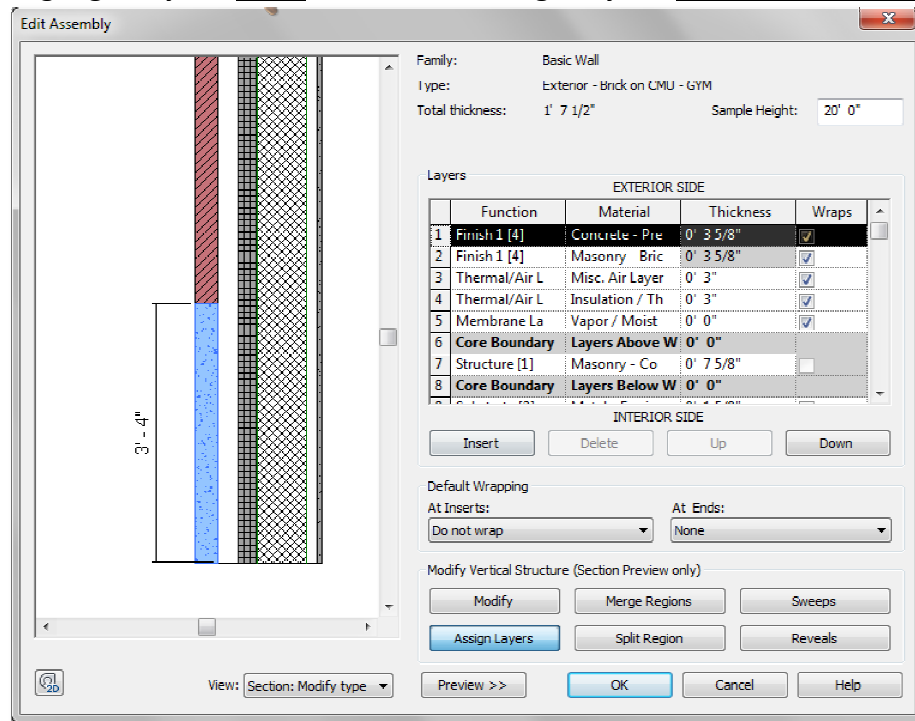 Edit Assembly
Family: Basic Wall
Type: Exterior - Brick on CMU - GYM
Total thickness: 1' 7 1/2" Sample Height: 20' 0"
Layers
EXTERIOR SIDE
Function Material Thickness Wraps
1 Finish 1 [4] Concrete - Pre 0' 3 5/8"
2 Finish 1 [4] Masonry Bric 0' 3 5/8"
3 Thermal/Air L Misc. Air Layer 0' 3"
4 Thermal/Air L Insulation / Th 0' 3"
5 Membrane La Vapor / Moist 0' 0"
6 Core Boundary Layers Above W 0' 0"
7 Structure [1] Masonry - Co 0' 7 5/8"
8 Core Boundary Layers Below W 0' 0"
INTERIOR SIDE
Insert Delete Up Down
3' - 4"
Default Wrapping
At Inserts: At Ends:
Do not wrap None
Modify Vertical Structure (Section Preview only)
Modify Merge Regions Sweeps
Assign Layers Split Region Reveals
2D View: Section: Modify type Preview >> OK Cancel Help